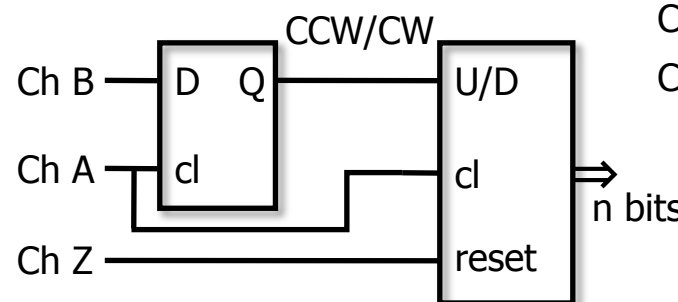 CCW/CW
C
Ch B D Q U/D C
Ch A cl cl
n bits
Ch Z reset